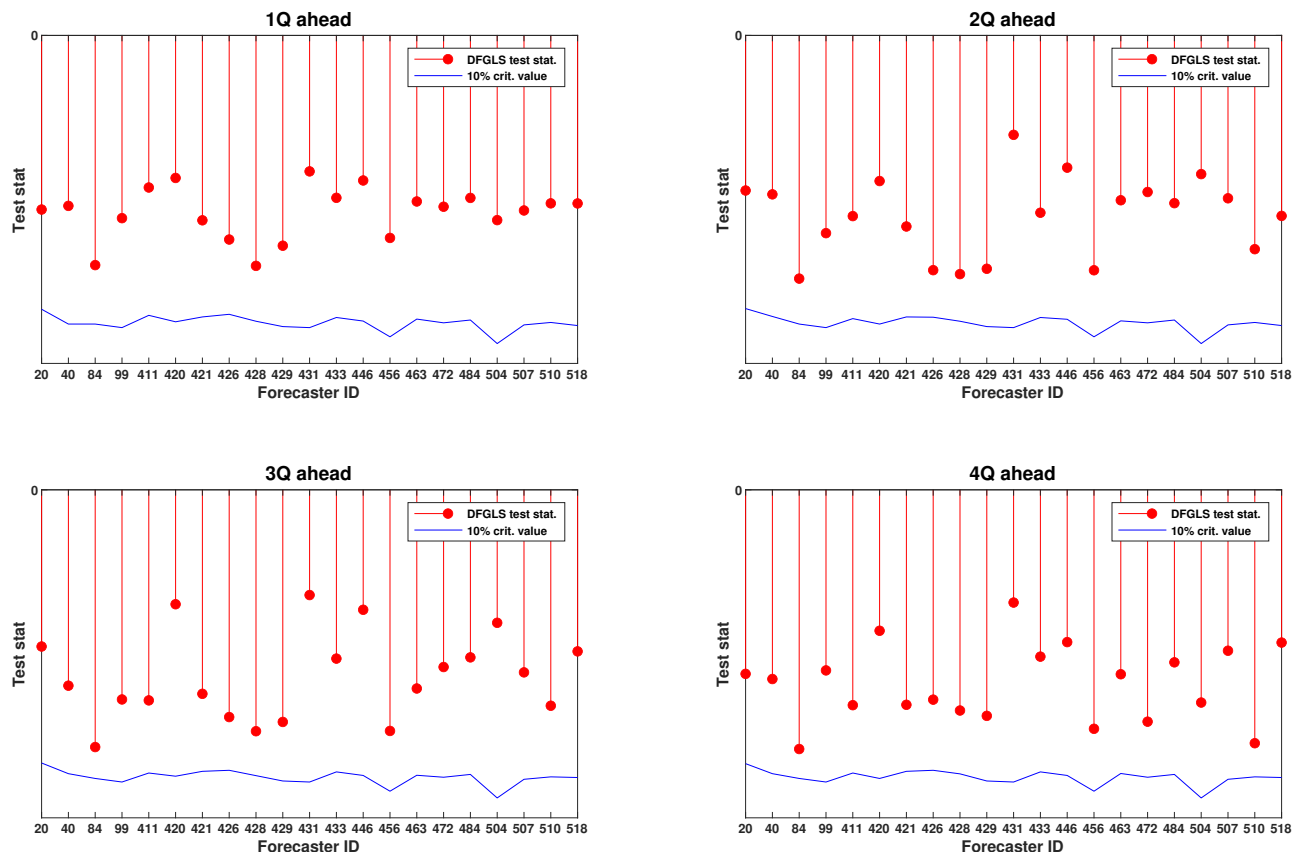 1Q ahead
0
DFGLS test stat.
10% crit. value
Test stat
20 40 84 99 411 420 421 426 428 429 431 433 446 456 463 472 484 504 507 510 518
Forecaster ID
2Q ahead
0
DFGLS test stat.
10% crit. value
Test stat
20 40 84 99 411 420 421 426 428 429 431 433 446 456 463 472 484 504 507 510 518
Forecaster ID
3Q ahead
0
DFGLS test stat.
10% crit. value
Test stat
20 40 84 99 411 420 421 426 428 429 431 433 446 456 463 472 484 504 507 510 518
Forecaster ID
4Q ahead
0
DFGLS test stat.
10% crit. value
Test stat
20 40 84 99 411 420 421 426 428 429 431 433 446 456 463 472 484 504 507 510 518
Forecaster ID